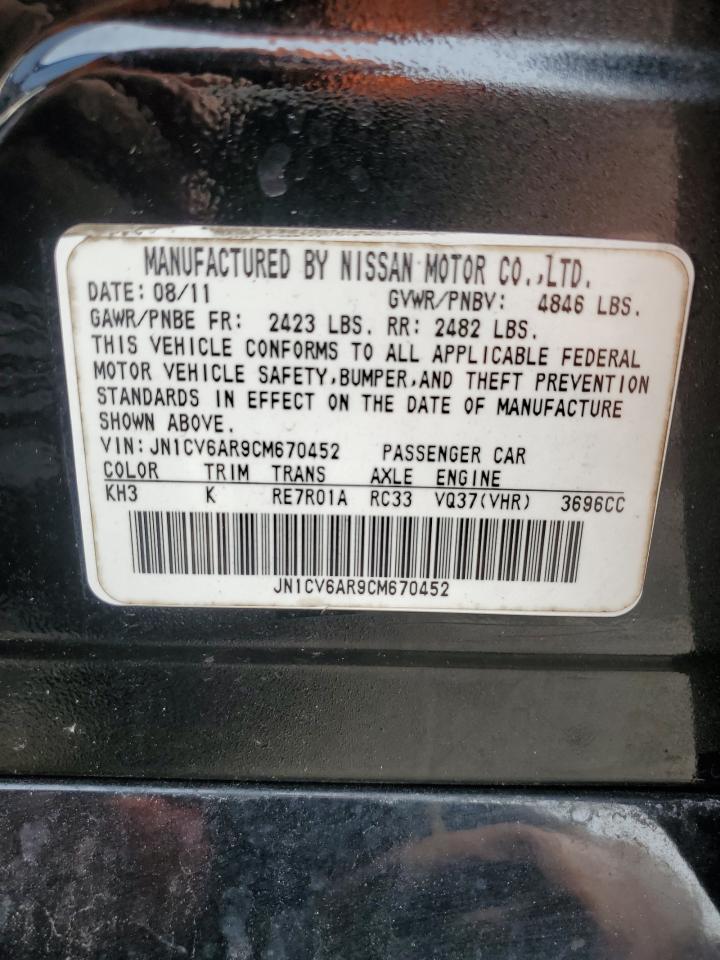 MANUFACTURED BY NISSAN MOTOR CO.,LTD.
DATE: 08/11 GVWR/PNBV: 4846 LBS.
GAWR/PNBE FR: 2423 LBS. RR: 2482 LBS.
THIS VEHICLE CONFORMS TO ALL APPLICABLE FEDERAL
MOTOR VEHICLE SAFETY,BUMPER,AND THEFT PREVENTION
STANDARDS IN EFFECT ON THE DATE OF MANUFACTURE
SHOWN ABOVE.
VIN: JN1CV6AR9CM670452 PASSENGER CAR
COLOR TRIM TRANS AXLE ENGINE
KH3 K RE7R01A RC33 VQ37(VHR) 3696CC
JN1CV6AR9CM670452